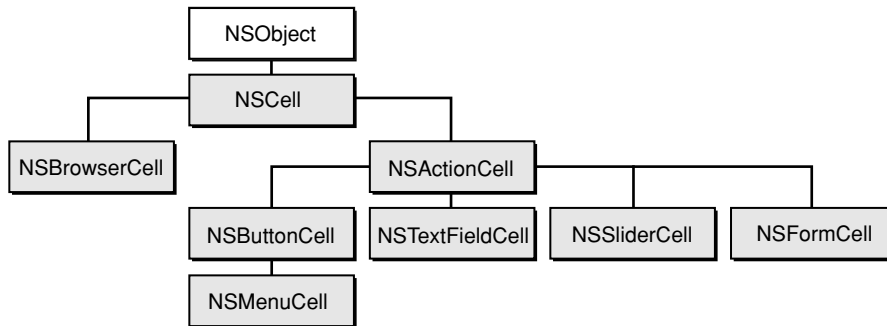 NSObject
NSCell
NSBrowserCell
NSActionCell
NSButtonCell
NSTextFieldCell
NSSliderCell
NSFormCell
NSMenuCell